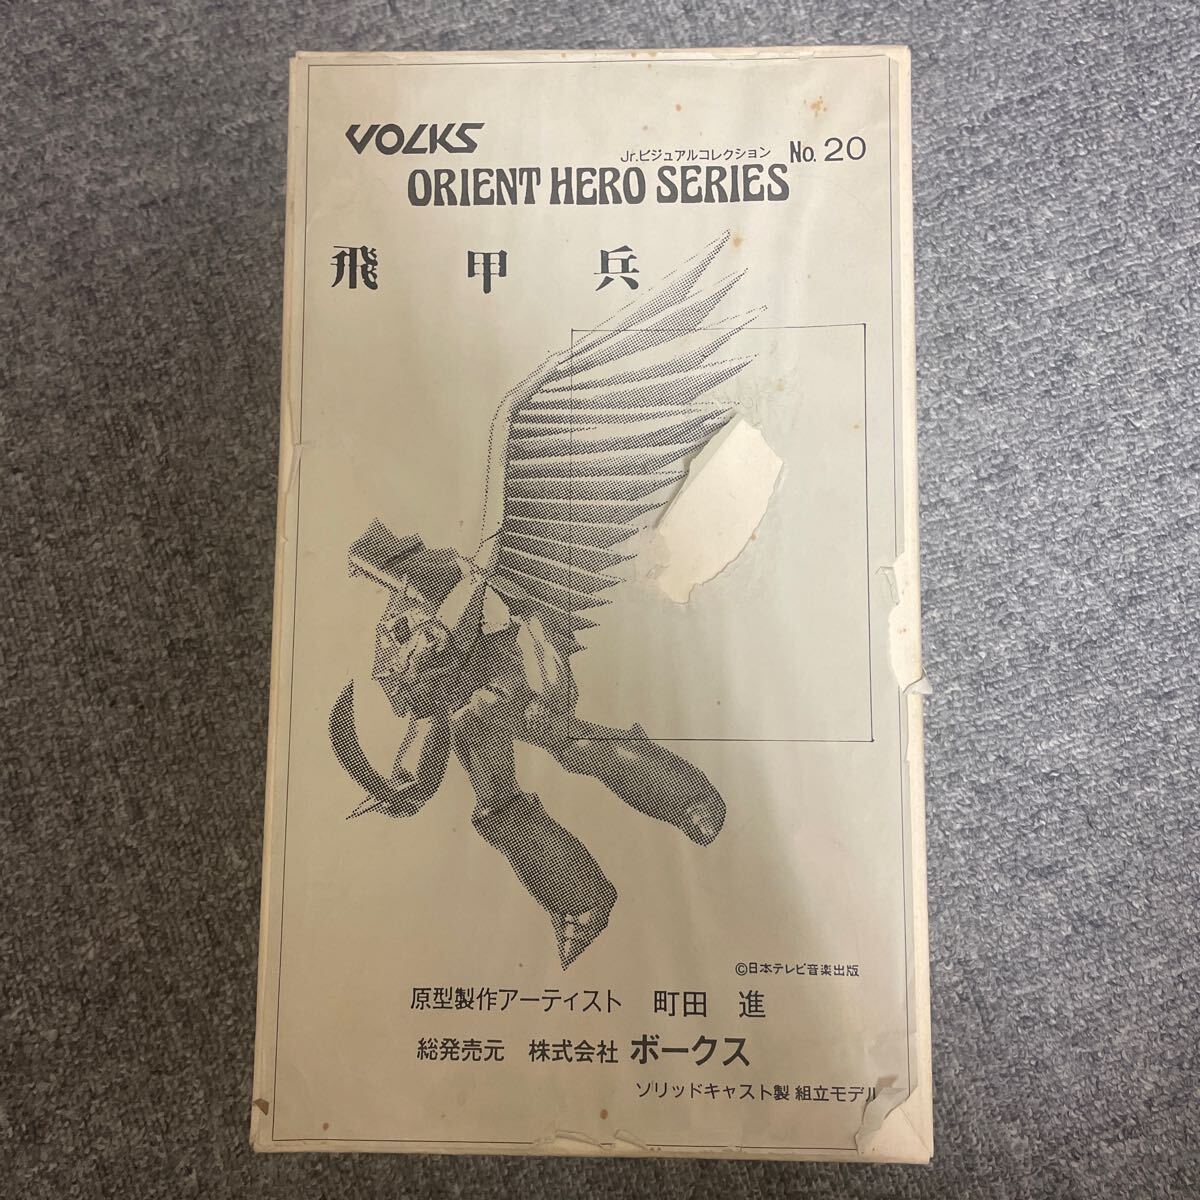 VOLKS
Jr.ビジュアルコレクション No. 20
ORIENT HERO SERIES
飛 甲 兵
©日本テレビ音楽出版
原型製作アーティスト 町田 進
総発売元 株式会社 ボークス
ソリッドキャスト製 組立モデル